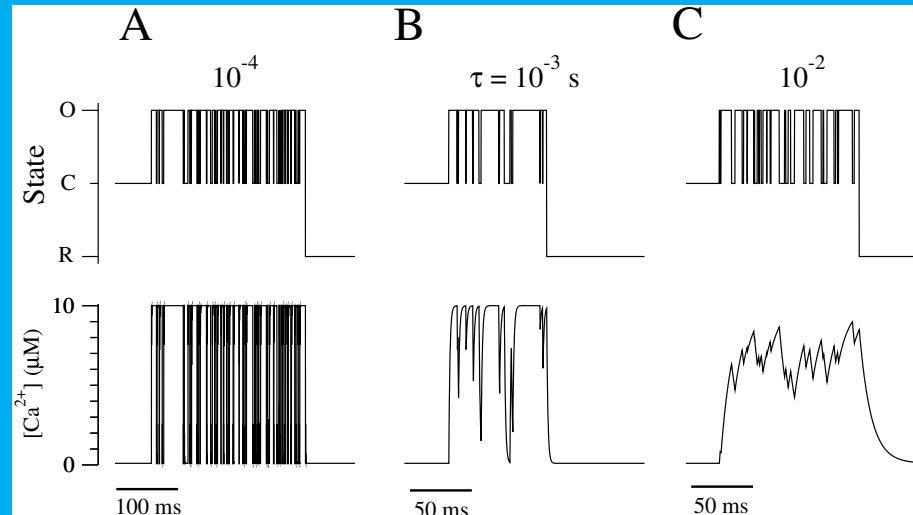 A B C
10⁻⁴ τ = 10⁻³ s 10⁻²
O
State
C
R
10
[Ca²⁺] (μM)
0
100 ms 50 ms 50 ms